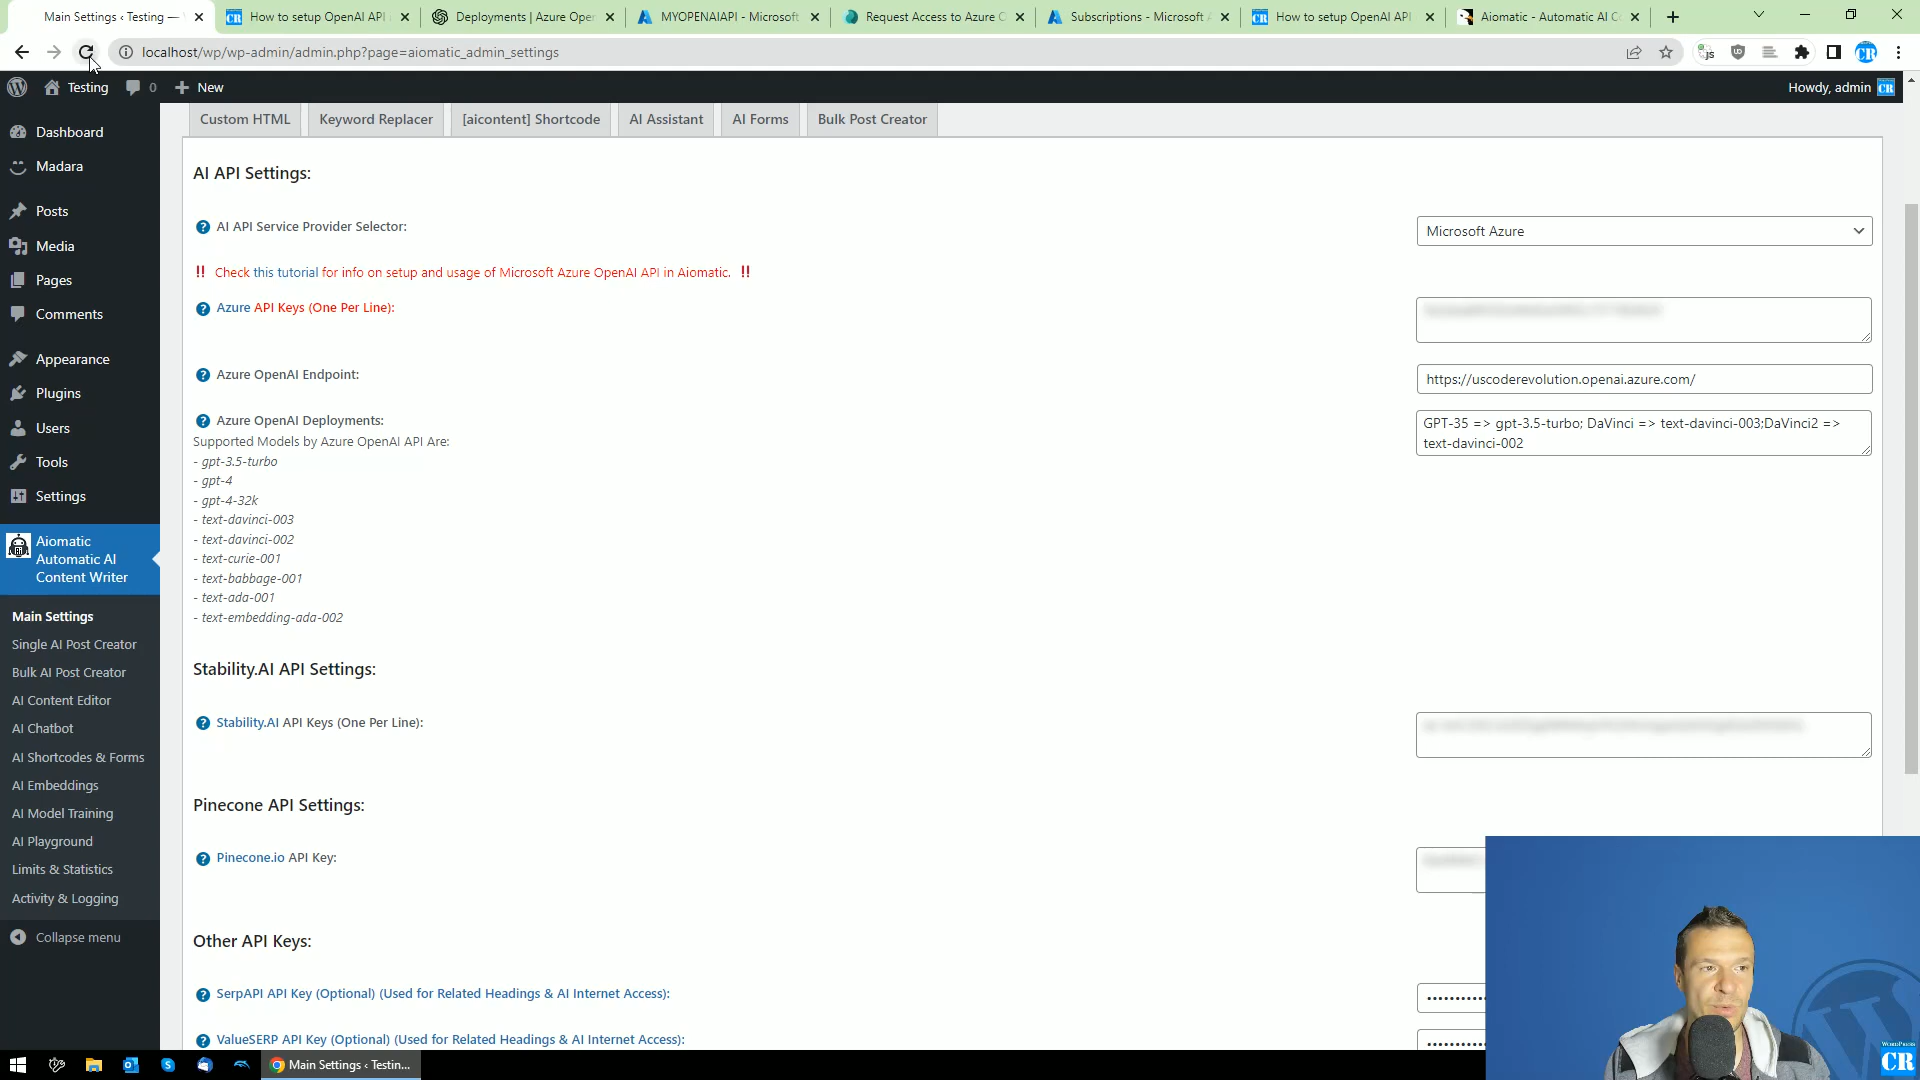 Main Settings ‹ Testing —
How to setup OpenAI API
Deployments | Azure Open
MYOPENAIAPI - Microsoft
Request Access to Azure C
Subscriptions - Microsoft
How to setup OpenAI API
Aiomatic - Automatic AI Co
localhost/wp/wp-admin/admin.php?page=aiomatic_admin_settings
Testing
0
New
Howdy, admin
Custom HTML
Keyword Replacer
[aicontent] Shortcode
AI Assistant
AI Forms
Bulk Post Creator
Dashboard
Madara
Posts
Media
Pages
Comments
Appearance
Plugins
Users
Tools
Settings
Aiomatic
Automatic AI
Content Writer
Main Settings
Single AI Post Creator
Bulk AI Post Creator
AI Content Editor
AI Chatbot
AI Shortcodes & Forms
AI Embeddings
AI Model Training
AI Playground
Limits & Statistics
Activity & Logging
Collapse menu
AI API Settings:
AI API Service Provider Selector:
Microsoft Azure
!! Check this tutorial for info on setup and usage of Microsoft Azure OpenAI API in Aiomatic. !!
Azure API Keys (One Per Line):
Azure OpenAI Endpoint:
https://uscoderevolution.openai.azure.com/
Azure OpenAI Deployments:
GPT-35 => gpt-3.5-turbo; DaVinci => text-davinci-003;DaVinci2 =>
text-davinci-002
Supported Models by Azure OpenAI API Are:
- gpt-3.5-turbo
- gpt-4
- gpt-4-32k
- text-davinci-003
- text-davinci-002
- text-curie-001
- text-babbage-001
- text-ada-001
- text-embedding-ada-002
Stability.AI API Settings:
Stability.AI API Keys (One Per Line):
Pinecone API Settings:
Pinecone.io API Key:
Other API Keys:
SerpAPI API Key (Optional) (Used for Related Headings & AI Internet Access):
ValueSERP API Key (Optional) (Used for Related Headings & AI Internet Access):
Main Settings ‹ Testin...
WORDPRESS
CR